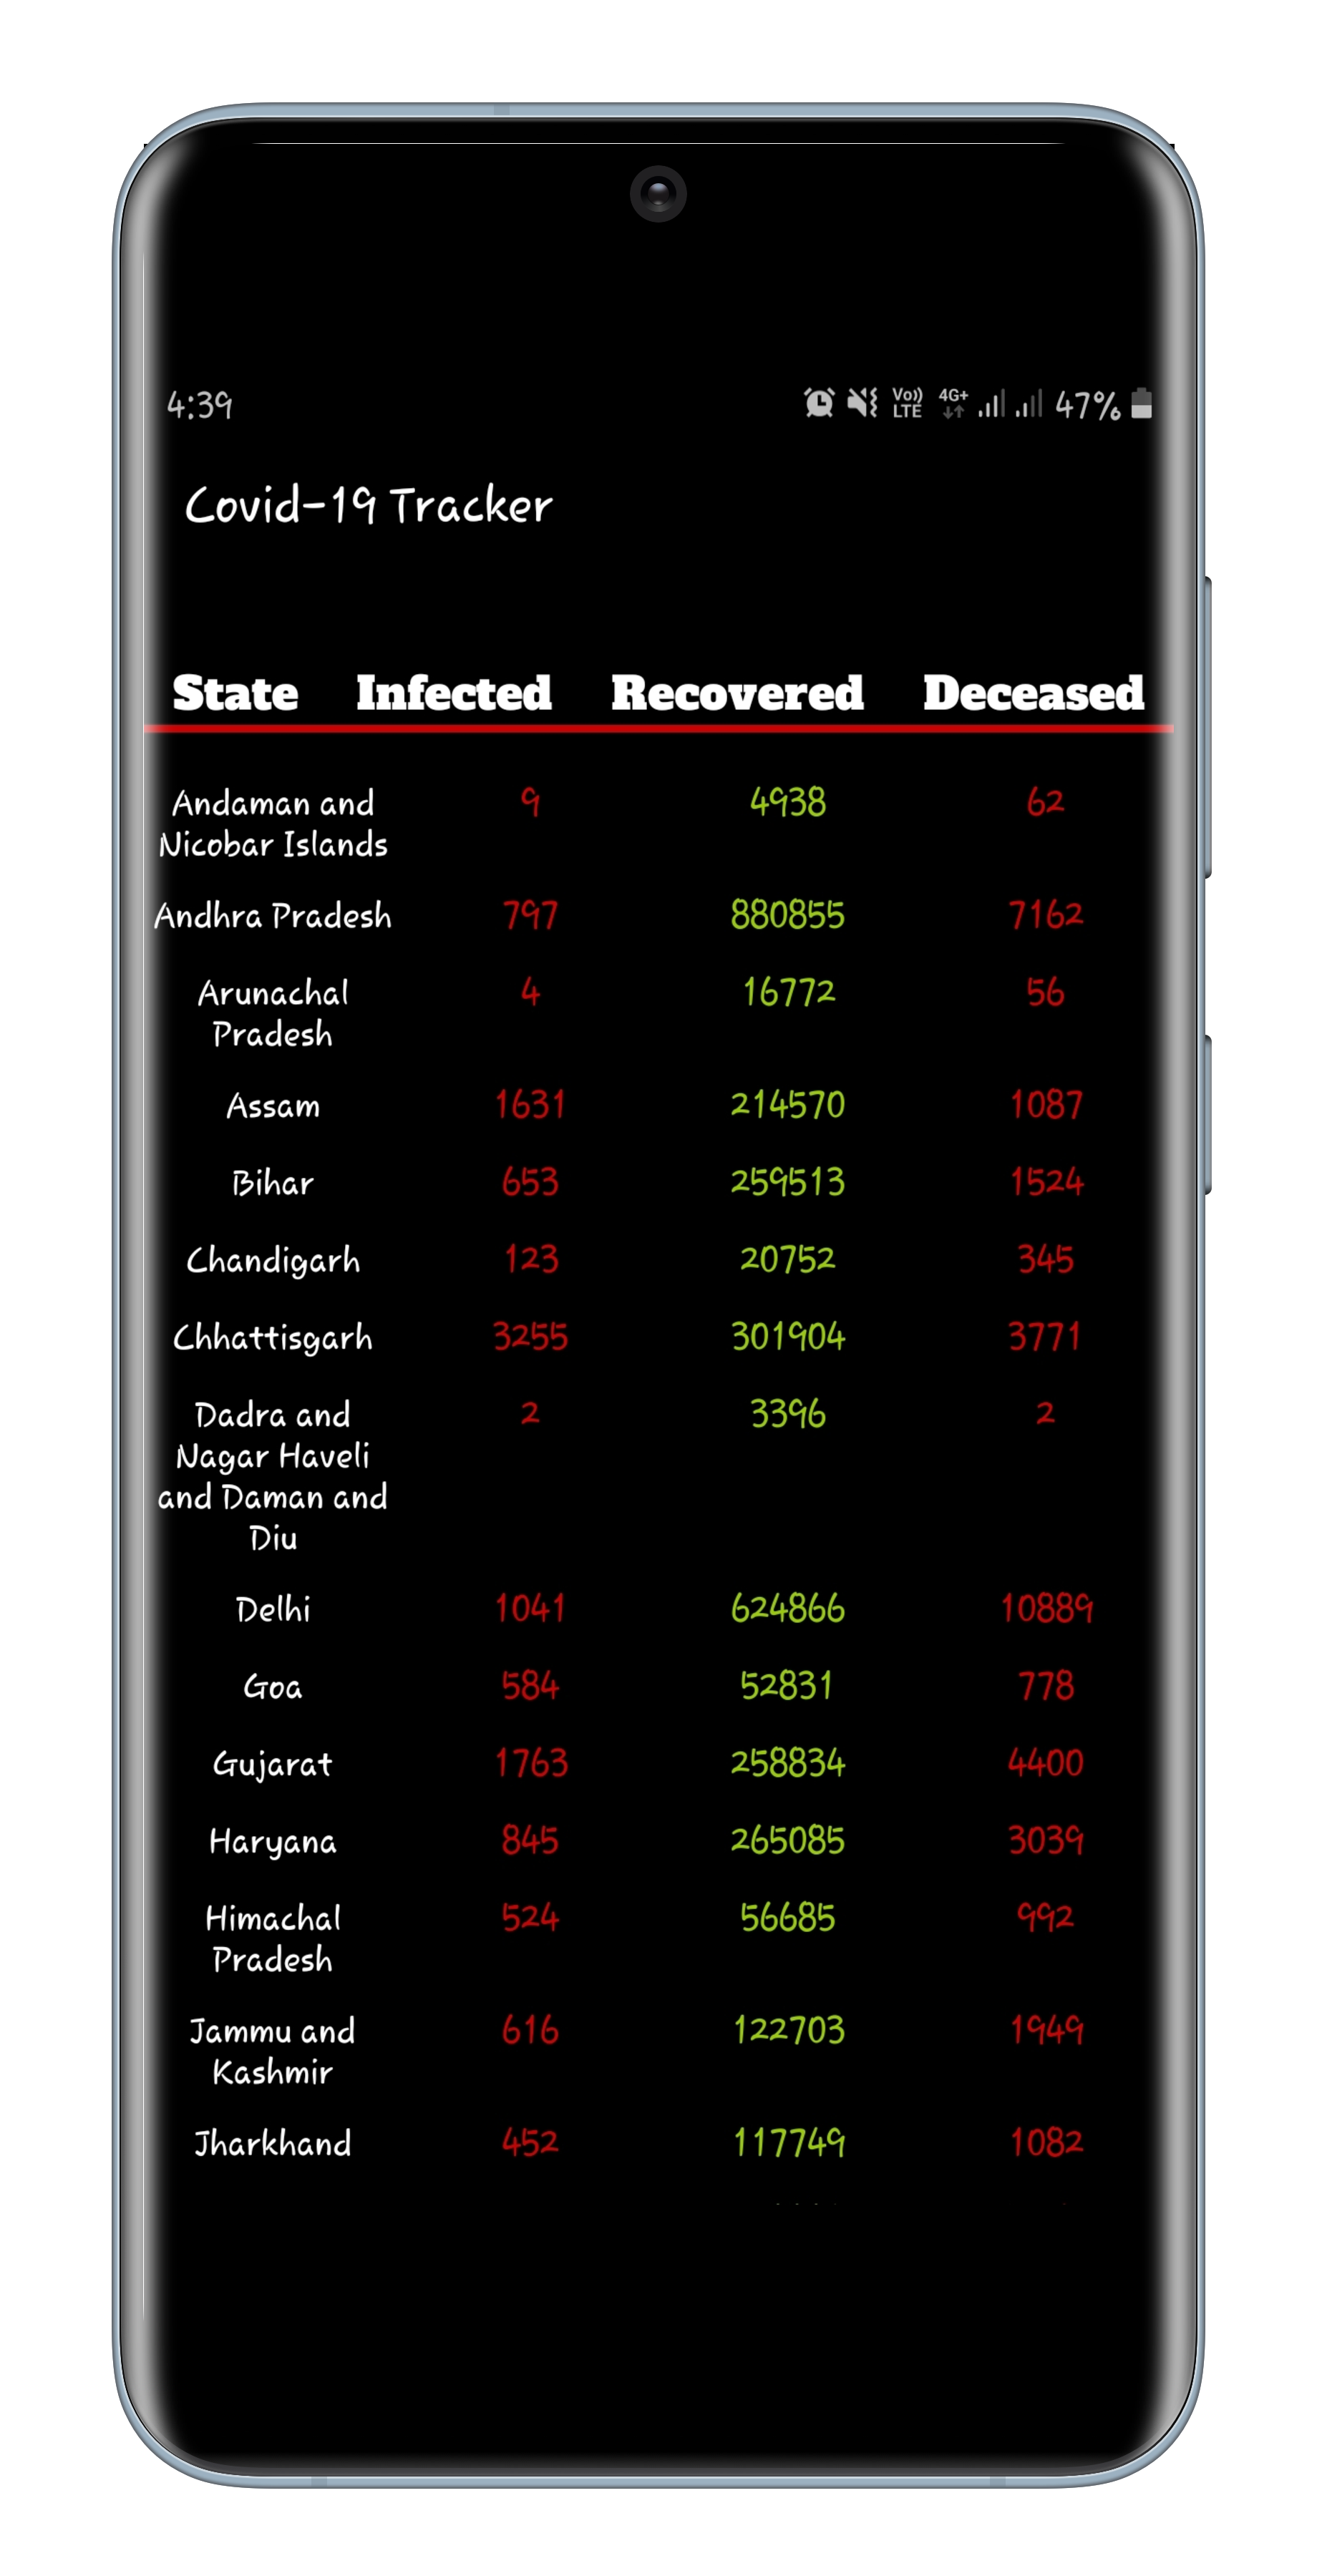 4:39 Vo)) LTE 4G+ 47%
Covid-19 Tracker
State Infected Recovered Deceased
Andaman and 9 4938 62
Nicobar Islands
Andhra Pradesh 797 880855 7162
Arunachal 4 16772 56
Pradesh
Assam 1631 214570 1087
Bihar 653 259513 1524
Chandigarh 123 20752 345
Chhattisgarh 3255 301904 3771
Dadra and 2 3396 2
Nagar Haveli
and Daman and
Diu
Delhi 1041 624866 10889
Goa 584 52831 778
Gujarat 1763 258834 4400
Haryana 845 265085 3039
Himachal 524 56685 992
Pradesh
Jammu and 616 122703 1949
Kashmir
Jharkhand 452 117749 1082